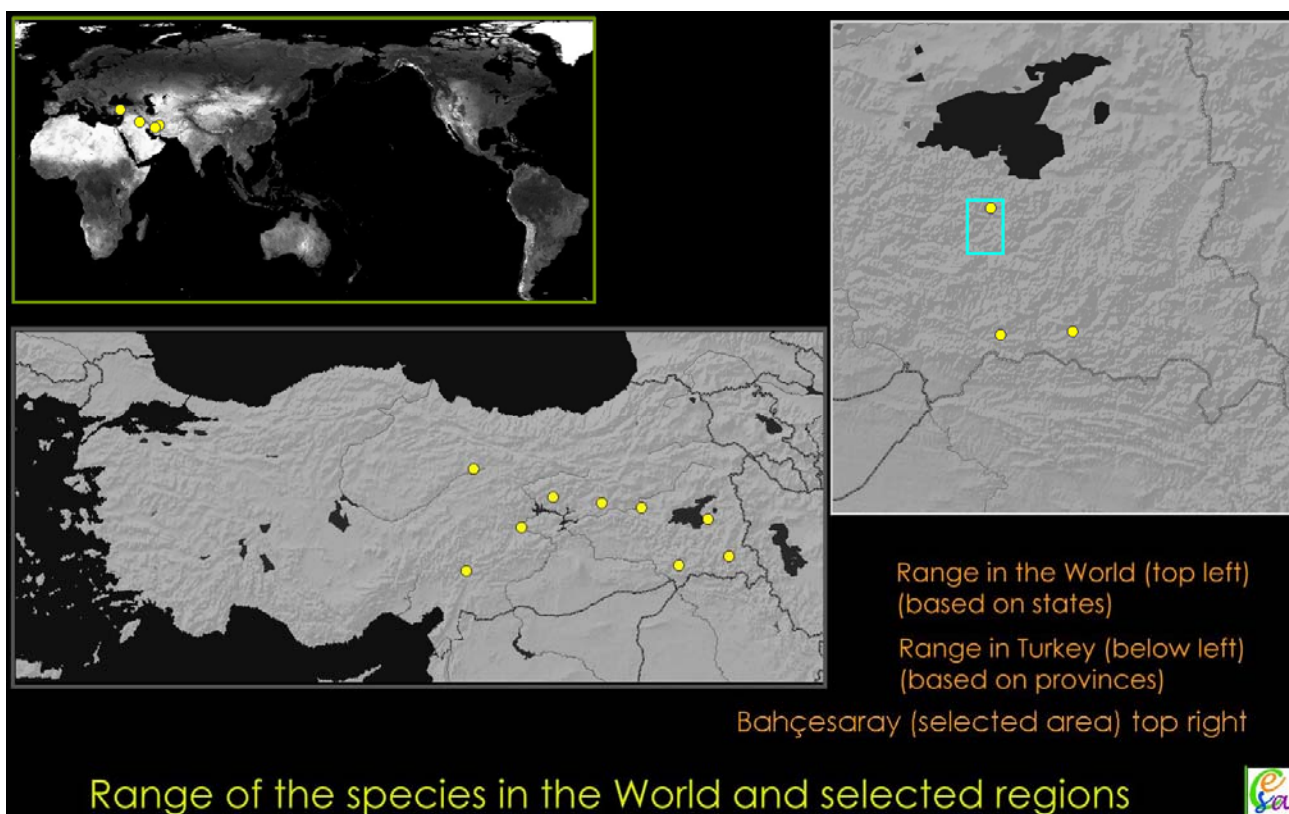 Range in the World (top left)
(based on states)
Range in Turkey (below left)
(based on provinces)
Bahçesaray (selected area) top right
Range of the species in the World and selected regions